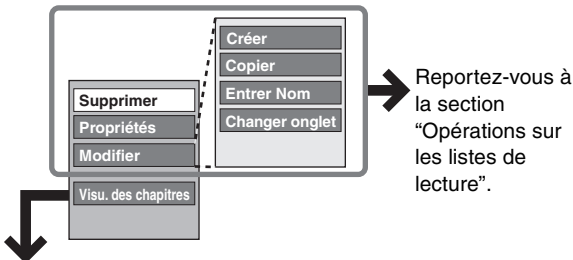 Créer
Copier
Entrer Nom
Changer onglet
Supprimer
Propriétés
Modifier
Visu. des chapitres
Reportez-vous à
la section
“Opérations sur
les listes de
lecture”.